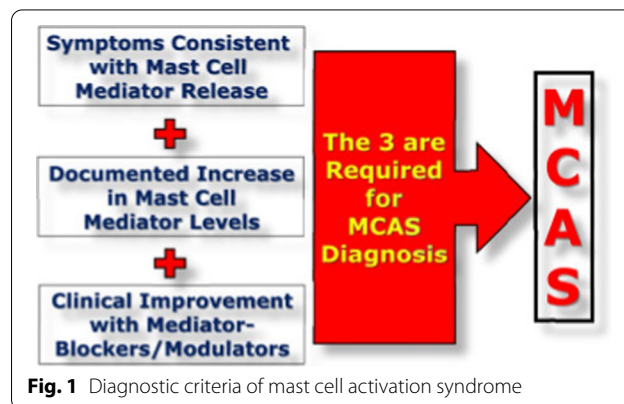 Symptoms Consistent
with Mast Cell
Mediator Release
+
Documented Increase
in Mast Cell
Mediator Levels
+
Clinical Improvement
with Mediator-
Blockers/Modulators
The 3 are
Required
for
MCAS
Diagnosis
M
C
A
S
Fig. 1 Diagnostic criteria of mast cell activation syndrome